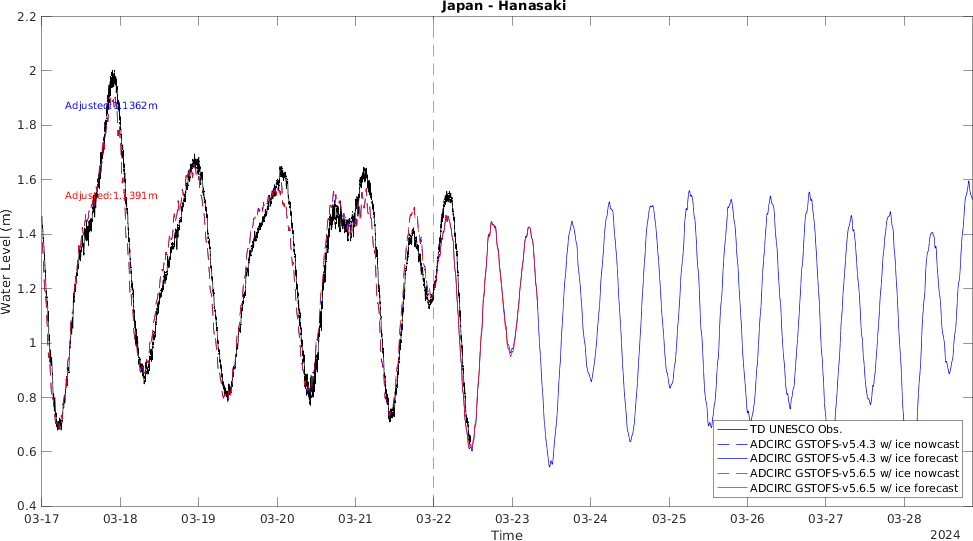 Japan - Hanasaki
2.2
2
1.8
1.6
1.4
1.2
1
0.8
0.6
0.4
Water Level (m)
Adjusted:1.1362m
Adjusted:1.1391m
TD UNESCO Obs.
ADCIRC GSTOFS-v5.4.3 w/ ice nowcast
ADCIRC GSTOFS-v5.4.3 w/ ice forecast
ADCIRC GSTOFS-v5.6.5 w/ ice nowcast
ADCIRC GSTOFS-v5.6.5 w/ ice forecast
03-17 03-18 03-19 03-20 03-21 03-22 03-23 03-24 03-25 03-26 03-27 03-28
Time
2024